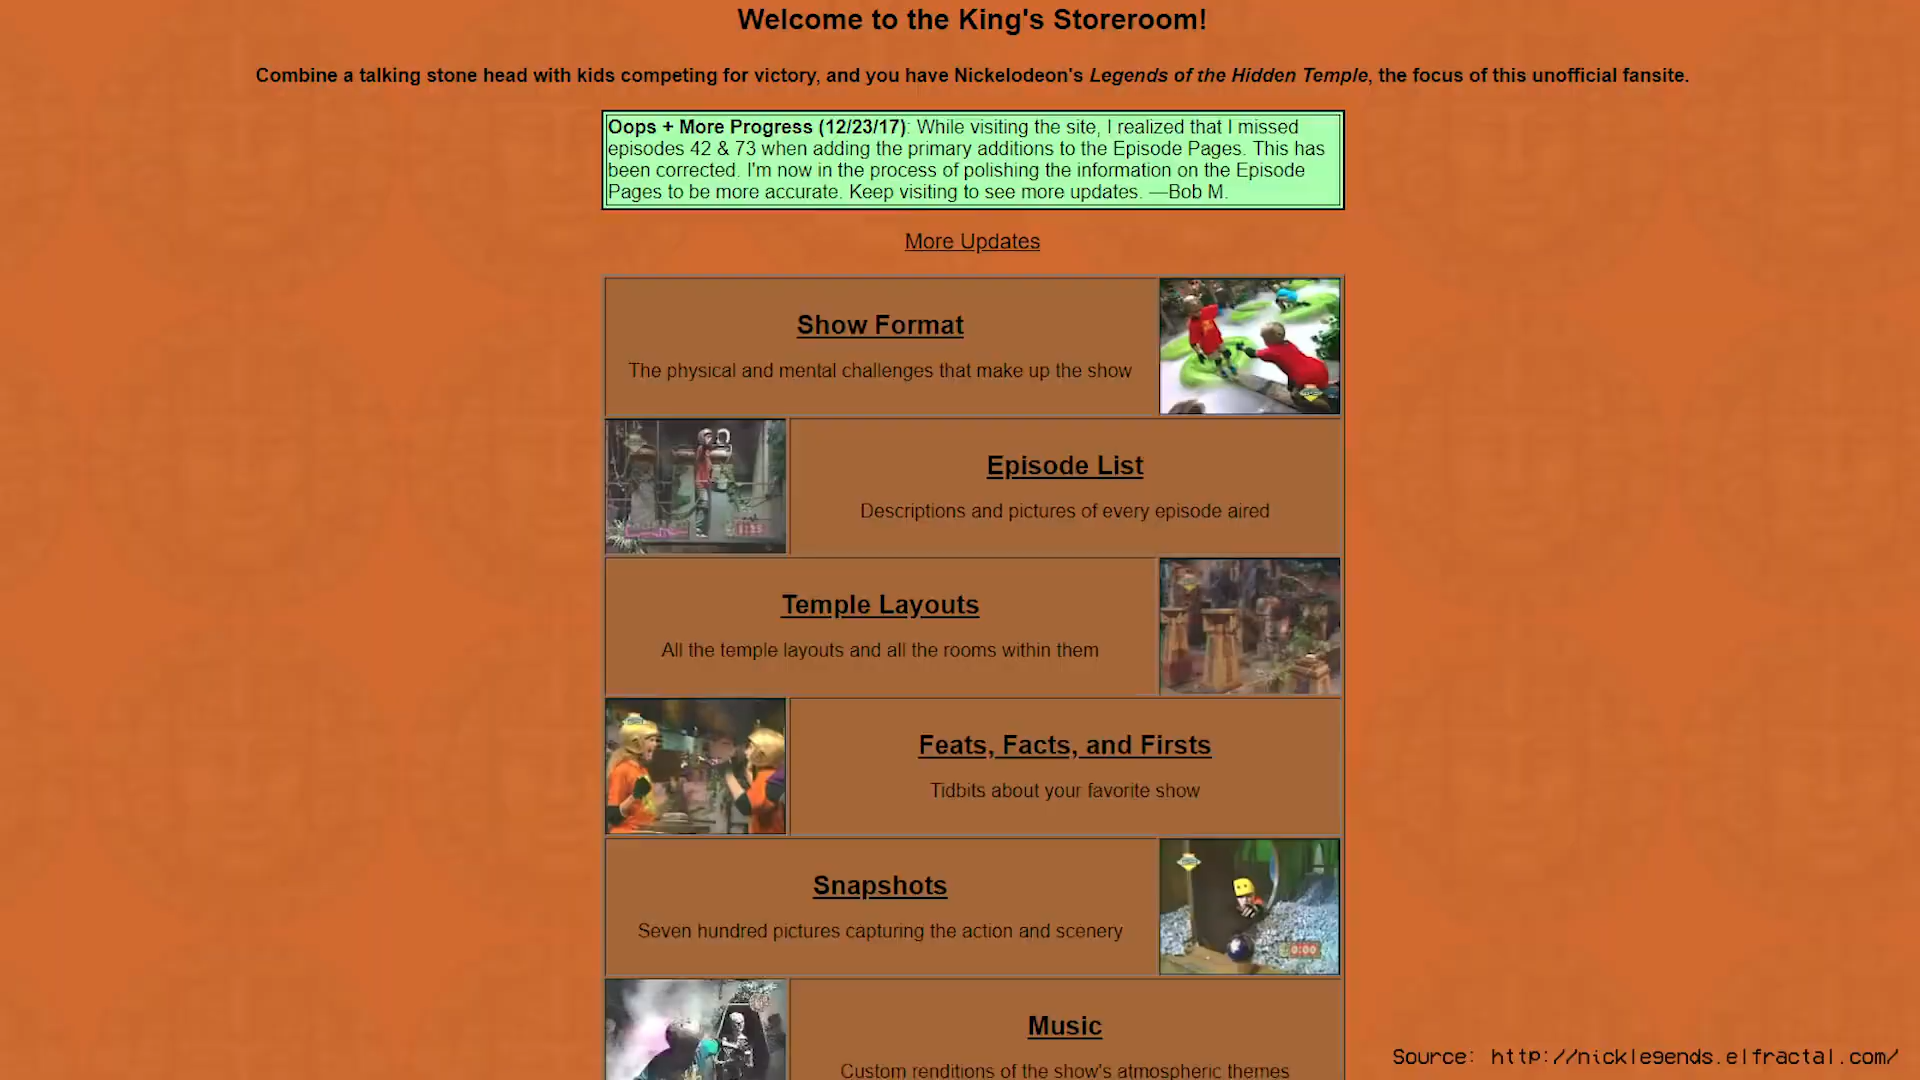 Welcome to the King's Storeroom!
Combine a talking stone head with kids competing for victory, and you have Nickelodeon's Legends of the Hidden Temple, the focus of this unofficial fansite.
Oops + More Progress (12/23/17): While visiting the site, I realized that I missed
episodes 42 & 73 when adding the primary additions to the Episode Pages. This has
been corrected. I'm now in the process of polishing the information on the Episode
Pages to be more accurate. Keep visiting to see more updates. —Bob M.
More Updates
Show Format
The physical and mental challenges that make up the show
Episode List
Descriptions and pictures of every episode aired
Temple Layouts
All the temple layouts and all the rooms within them
Feats, Facts, and Firsts
Tidbits about your favorite show
Snapshots
Seven hundred pictures capturing the action and scenery
0:00
Music
Custom renditions of the show's atmospheric themes
Source: http://nicklegends.elfractal.com/